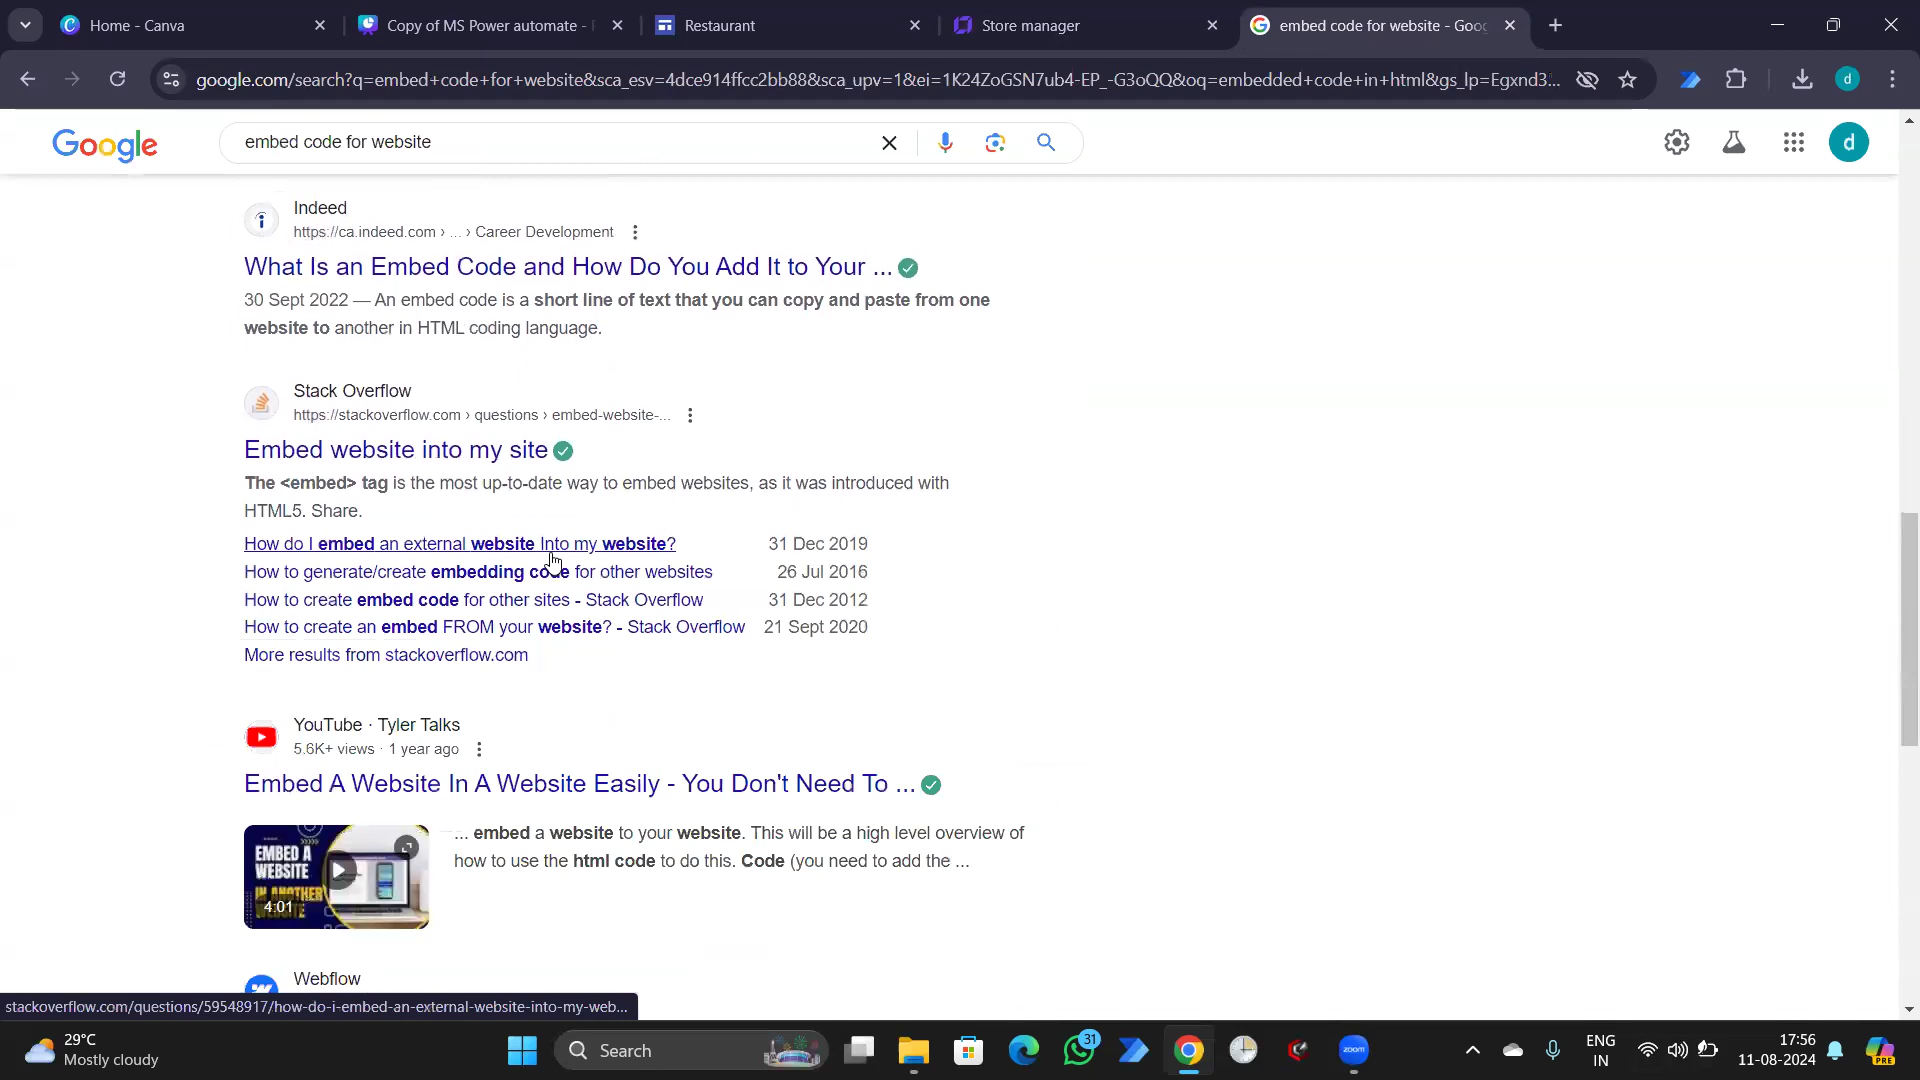 Home - Canva
Copy of MS Power automate -
Restaurant
Store manager
embed code for website - Goo
google.com/search?q=embed+code+for+website&sca_esv=4dce914ffcc2bb88&sca_upv=1&ei=1K24ZoGSN7ub4-EP_-G3oQQ&oq=embedded+code+in+html&gs_lp=Egxnd3...
d
Google
embed code for website
d
Indeed
https://ca.indeed.com › ... › Career Development
What Is an Embed Code and How Do You Add It to Your ...
30 Sept 2022 — An embed code is a short line of text that you can copy and paste from one
website to another in HTML coding language.
Stack Overflow
https://stackoverflow.com › questions › embed-website-...
Embed website into my site
The <embed> tag is the most up-to-date way to embed websites, as it was introduced with
HTML5. Share.
How do I embed an external website Into my website? 31 Dec 2019
How to generate/create embedding code for other websites 26 Jul 2016
How to create embed code for other sites - Stack Overflow 31 Dec 2012
How to create an embed FROM your website? - Stack Overflow 21 Sept 2020
More results from stackoverflow.com
YouTube · Tyler Talks
5.6K+ views · 1 year ago
Embed A Website In A Website Easily - You Don't Need To ...
... embed a website to your website. This will be a high level overview of
how to use the html code to do this. Code (you need to add the ...
EMBED A
WEBSITE
IN ANOTHER
WEBSITE
4:01
Webflow
stackoverflow.com/questions/59548917/how-do-i-embed-an-external-website-into-my-web...
29°C
Mostly cloudy
Search
31
zoom
ENG
IN
17:56
11-08-2024
PRE